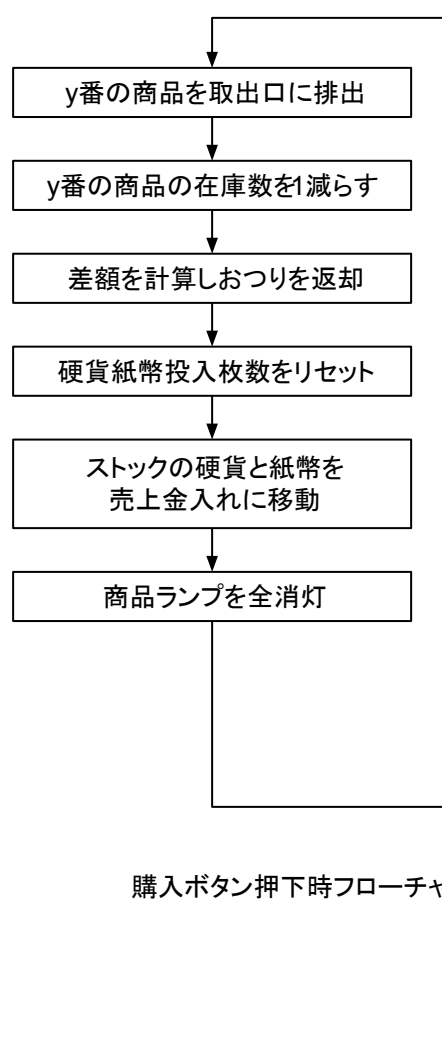 y番の商品を取出口に排出
y番の商品の在庫数を1減らす
差額を計算しおつりを返却
硬貨紙幣投入枚数をリセット
ストックの硬貨と紙幣を
売上金入れに移動
商品ランプを全消灯
購入ボタン押下時フローチャ